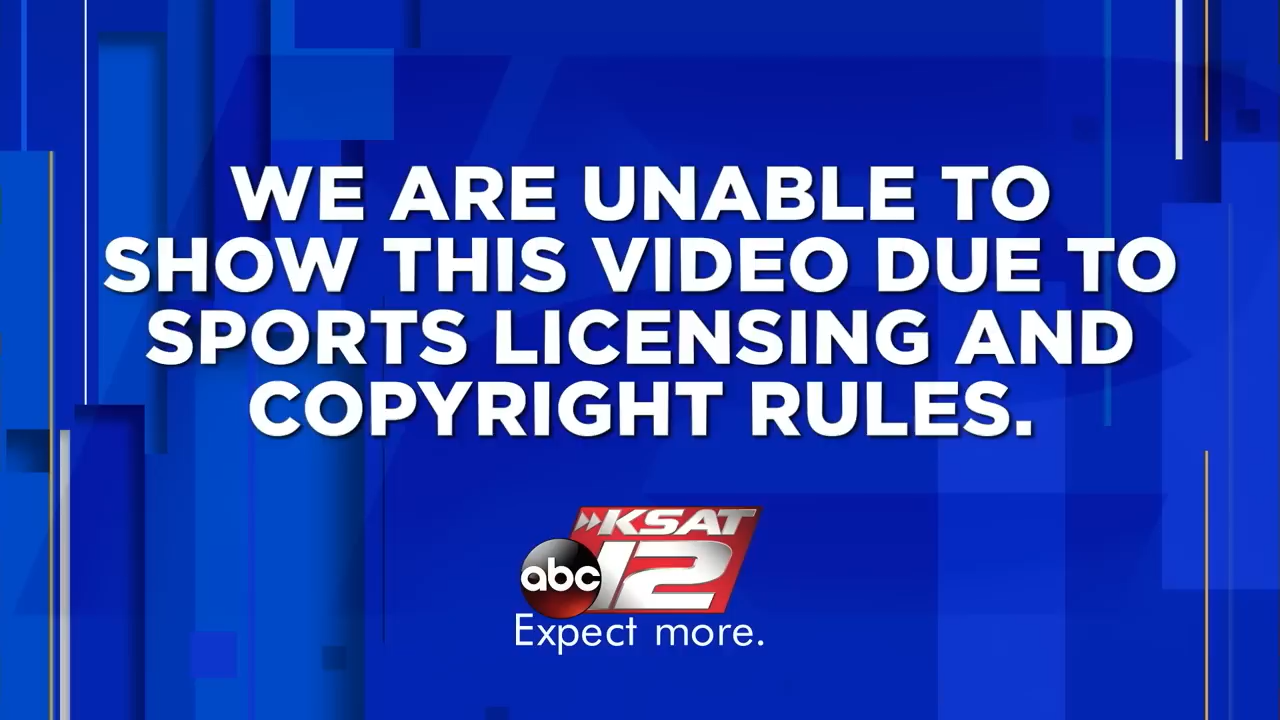 WE ARE UNABLE TO
SHOW THIS VIDEO DUE TO
SPORTS LICENSING AND
COPYRIGHT RULES.
KSAT
abc 12
Expect more.